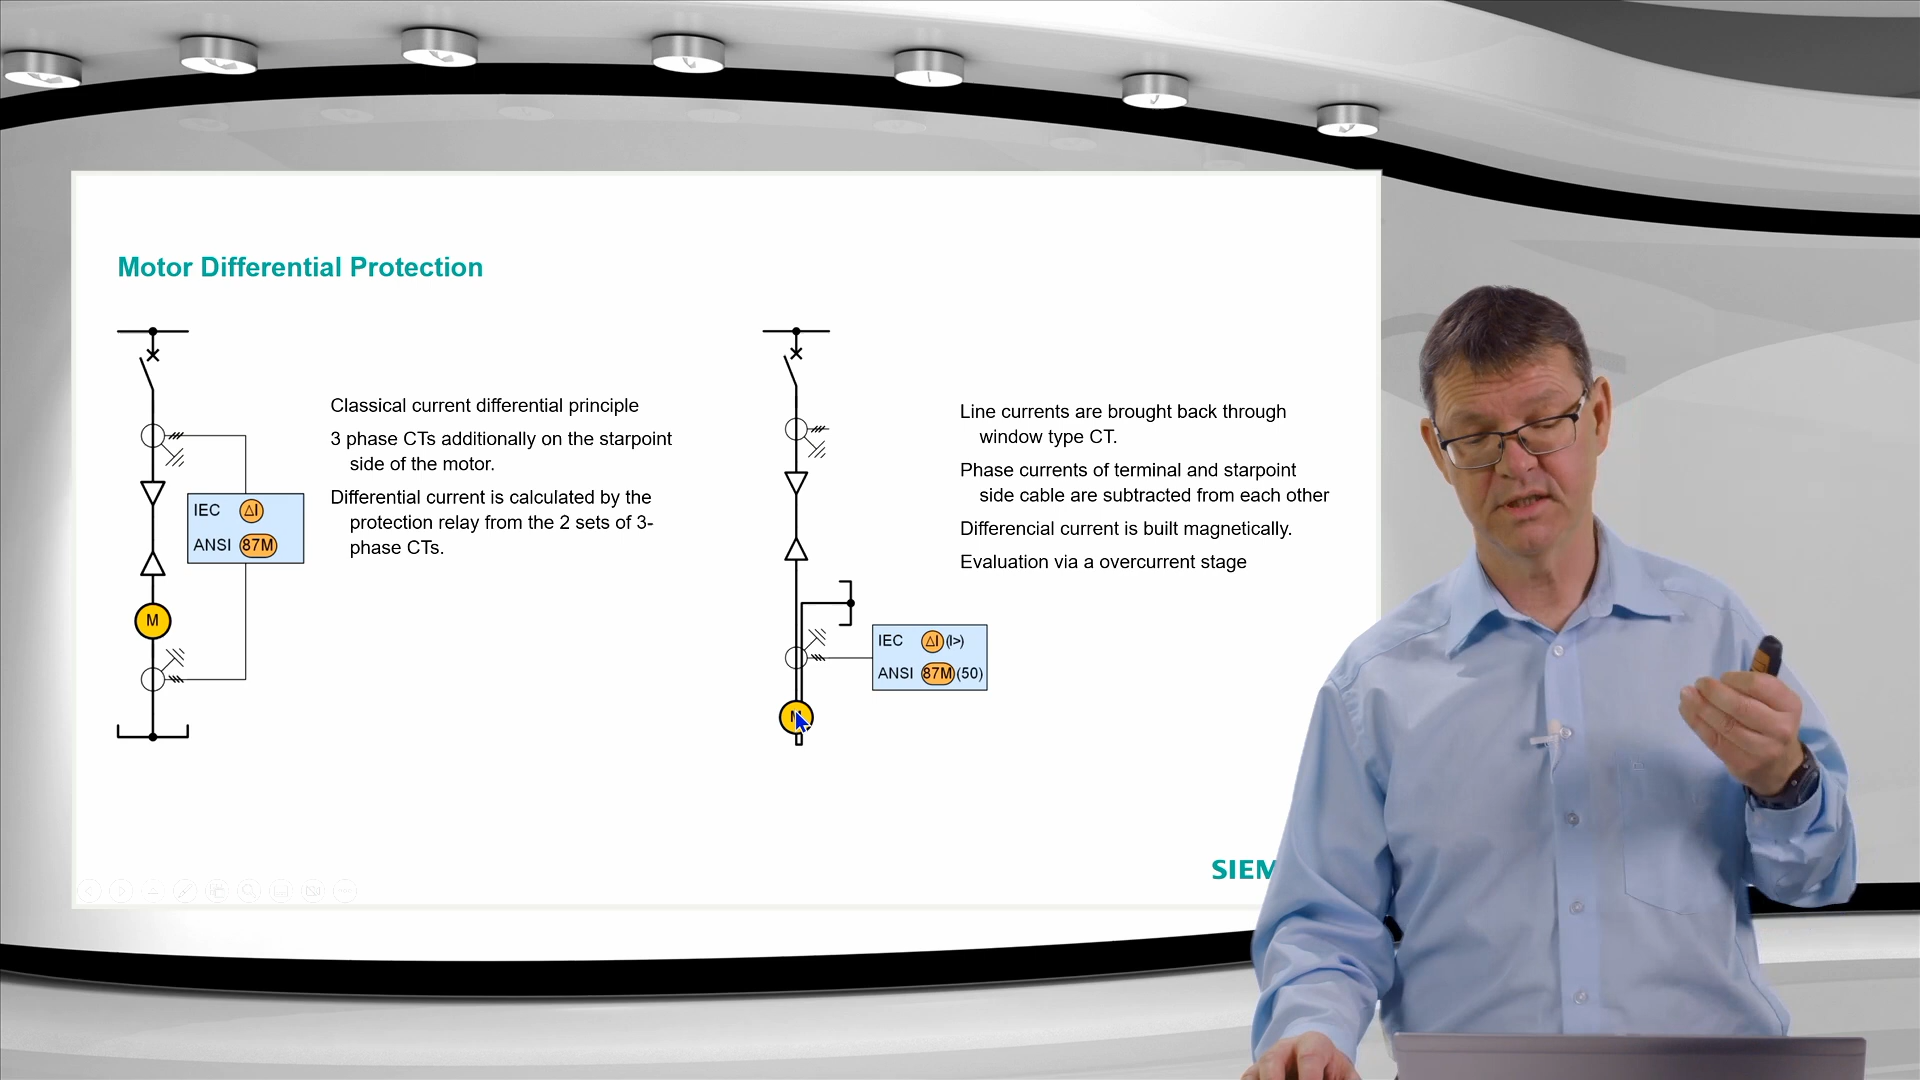 Motor Differential Protection
IEC ΔI
ANSI 87M
M
Classical current differential principle
3 phase CTs additionally on the starpoint
side of the motor.
Differential current is calculated by the
protection relay from the 2 sets of 3-
phase CTs.
Line currents are brought back through
window type CT.
Phase currents of terminal and starpoint
side cable are subtracted from each other
Differencial current is built magnetically.
Evaluation via a overcurrent stage
IEC ΔI (I>)
ANSI 87M (50)
M
SIEM